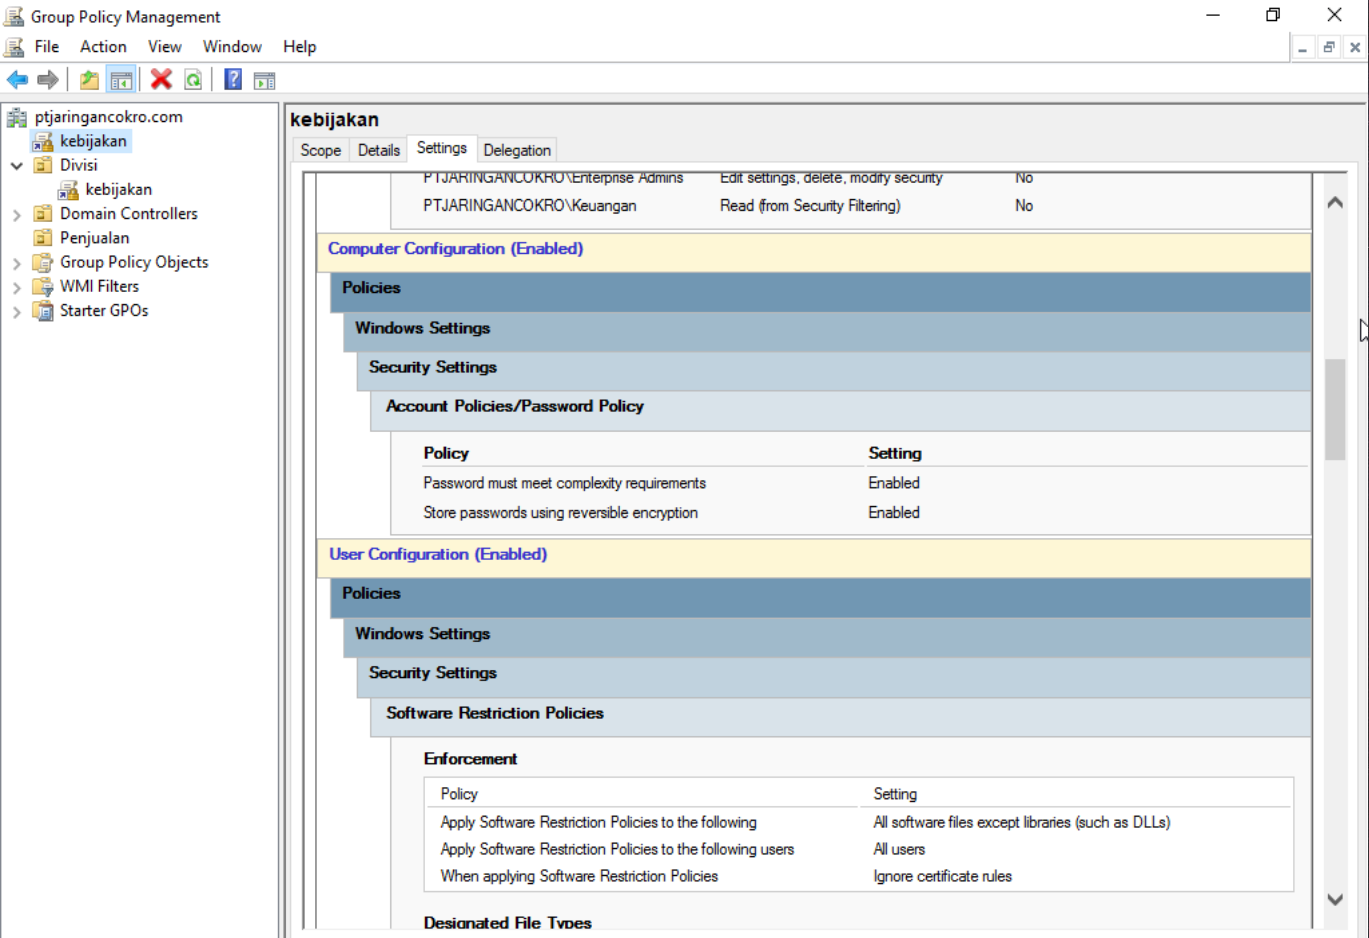 Group Policy Management
File Action View Window Help
ptjaringancokro.com
kebijakan
Divisi
kebijakan
Domain Controllers
Penjualan
Group Policy Objects
WMI Filters
Starter GPOs
kebijakan
Scope Details Settings Delegation
PTJARINGANCOKRO\Enterprise Admins Edit settings, delete, modify security No
PTJARINGANCOKRO\Keuangan Read (from Security Filtering) No
Computer Configuration (Enabled)
Policies
Windows Settings
Security Settings
Account Policies/Password Policy
Policy Setting
Password must meet complexity requirements Enabled
Store passwords using reversible encryption Enabled
User Configuration (Enabled)
Policies
Windows Settings
Security Settings
Software Restriction Policies
Enforcement
Policy Setting
Apply Software Restriction Policies to the following All software files except libraries (such as DLLs)
Apply Software Restriction Policies to the following users All users
When applying Software Restriction Policies Ignore certificate rules
Designated File Types